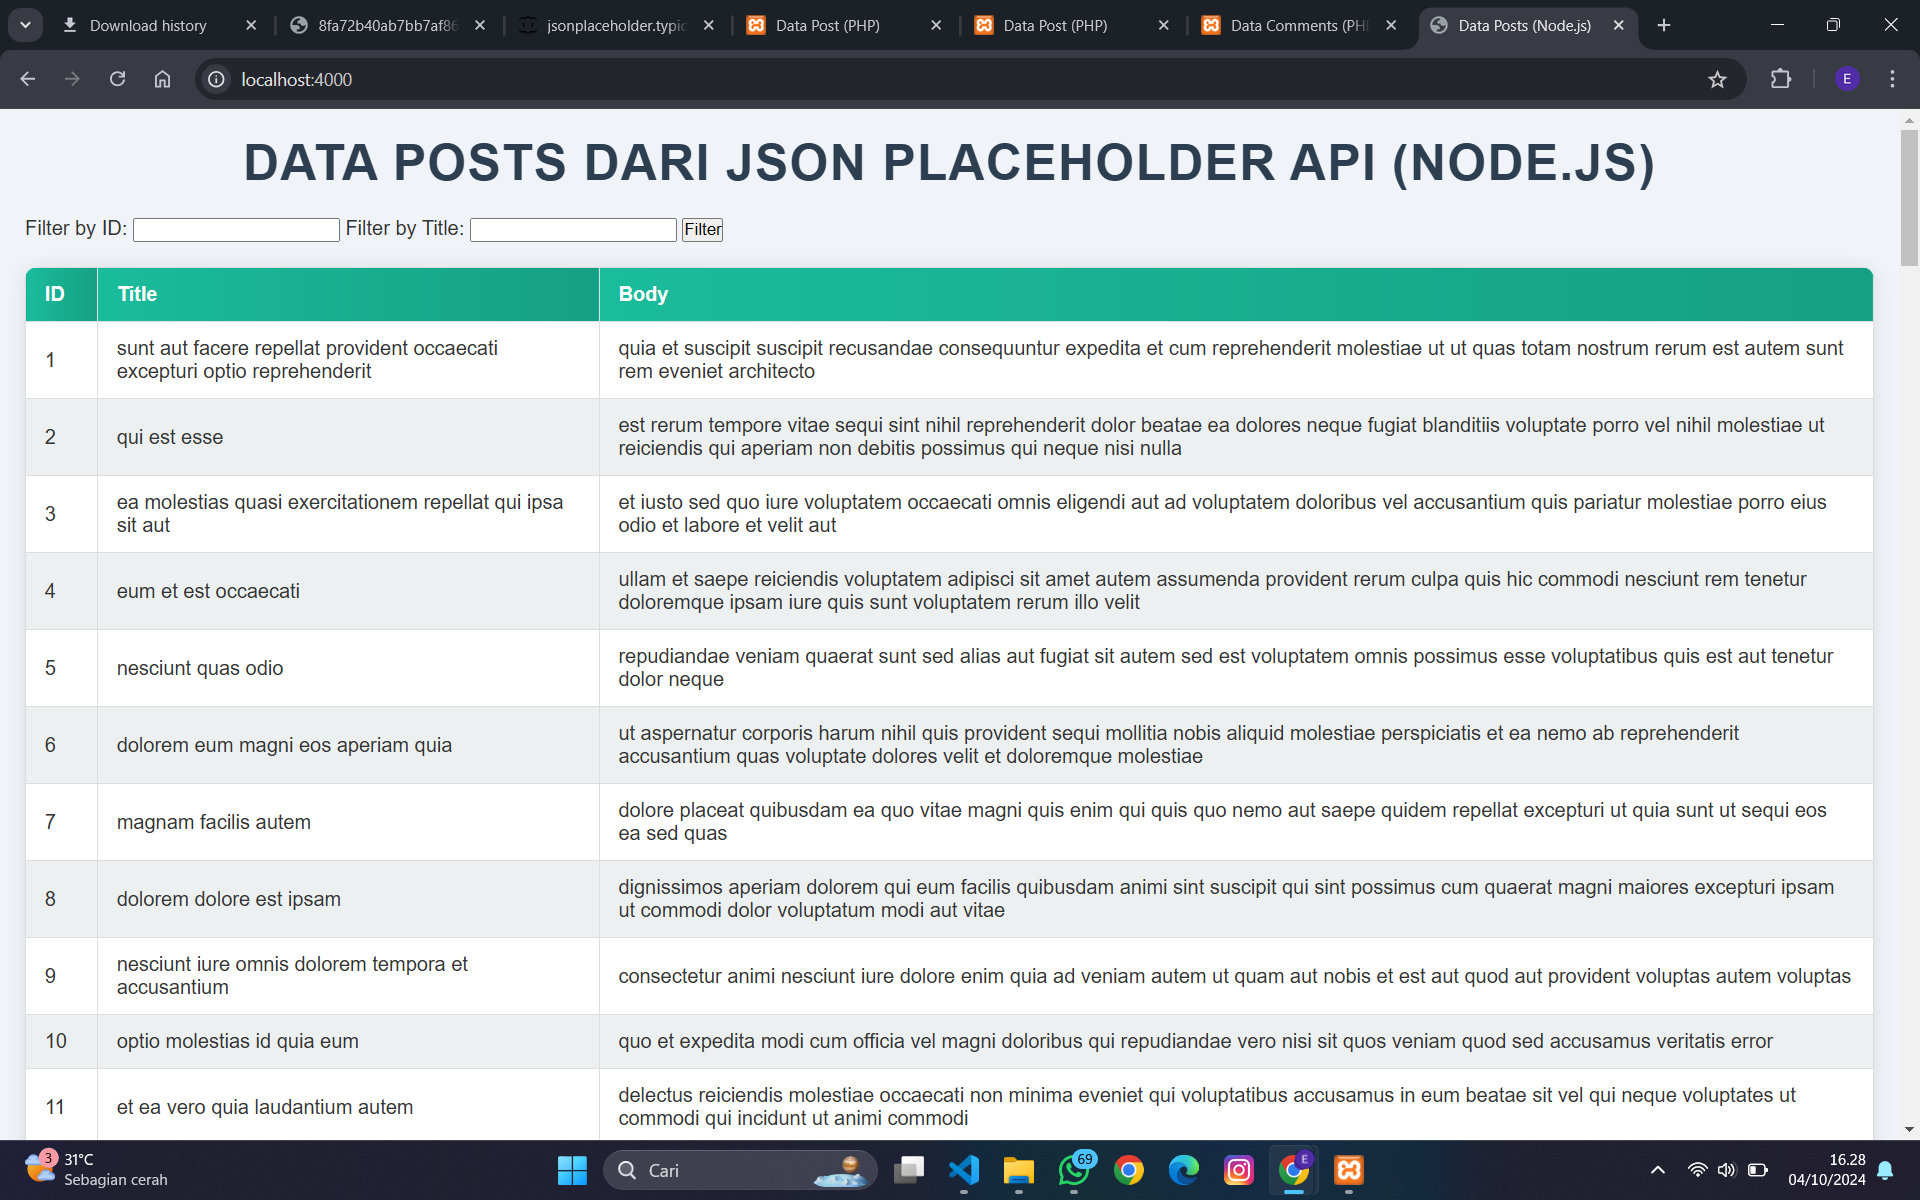 Download history
8fa72b40ab7bb7af86
jsonplaceholder.typic
Data Post (PHP)
Data Post (PHP)
Data Comments (PHP
Data Posts (Node.js)
localhost:4000
E
DATA POSTS DARI JSON PLACEHOLDER API (NODE.JS)
Filter by ID: Filter by Title: Filter
ID Title Body
1 sunt aut facere repellat provident occaecati excepturi optio reprehenderit quia et suscipit suscipit recusandae consequuntur expedita et cum reprehenderit molestiae ut ut quas totam nostrum rerum est autem sunt
rem eveniet architecto
2 qui est esse est rerum tempore vitae sequi sint nihil reprehenderit dolor beatae ea dolores neque fugiat blanditiis voluptate porro vel nihil molestiae ut
reiciendis qui aperiam non debitis possimus qui neque nisi nulla
3 ea molestias quasi exercitationem repellat qui ipsa sit aut et iusto sed quo iure voluptatem occaecati omnis eligendi aut ad voluptatem doloribus vel accusantium quis pariatur molestiae porro eius
odio et labore et velit aut
4 eum et est occaecati ullam et saepe reiciendis voluptatem adipisci sit amet autem assumenda provident rerum culpa quis hic commodi nesciunt rem tenetur
doloremque ipsam iure quis sunt voluptatem rerum illo velit
5 nesciunt quas odio repudiandae veniam quaerat sunt sed alias aut fugiat sit autem sed est voluptatem omnis possimus esse voluptatibus quis est aut tenetur
dolor neque
6 dolorem eum magni eos aperiam quia ut aspernatur corporis harum nihil quis provident sequi mollitia nobis aliquid molestiae perspiciatis et ea nemo ab reprehenderit
accusantium quas voluptate dolores velit et doloremque molestiae
7 magnam facilis autem dolore placeat quibusdam ea quo vitae magni quis enim qui quis quo nemo aut saepe quidem repellat excepturi ut quia sunt ut sequi eos
ea sed quas
8 dolorem dolore est ipsam dignissimos aperiam dolorem qui eum facilis quibusdam animi sint suscipit qui sint possimus cum quaerat magni maiores excepturi ipsam
ut commodi dolor voluptatum modi aut vitae
9 nesciunt iure omnis dolorem tempora et accusantium consectetur animi nesciunt iure dolore enim quia ad veniam autem ut quam aut nobis et est aut quod aut provident voluptas autem voluptas
10 optio molestias id quia eum quo et expedita modi cum officia vel magni doloribus qui repudiandae vero nisi sit quos veniam quod sed accusamus veritatis error
11 et ea vero quia laudantium autem delectus reiciendis molestiae occaecati non minima eveniet qui voluptatibus accusamus in eum beatae sit vel qui neque voluptates ut
commodi qui incidunt ut animi commodi
3
31°C
Sebagian cerah
Cari
69
E
16.28
04/10/2024